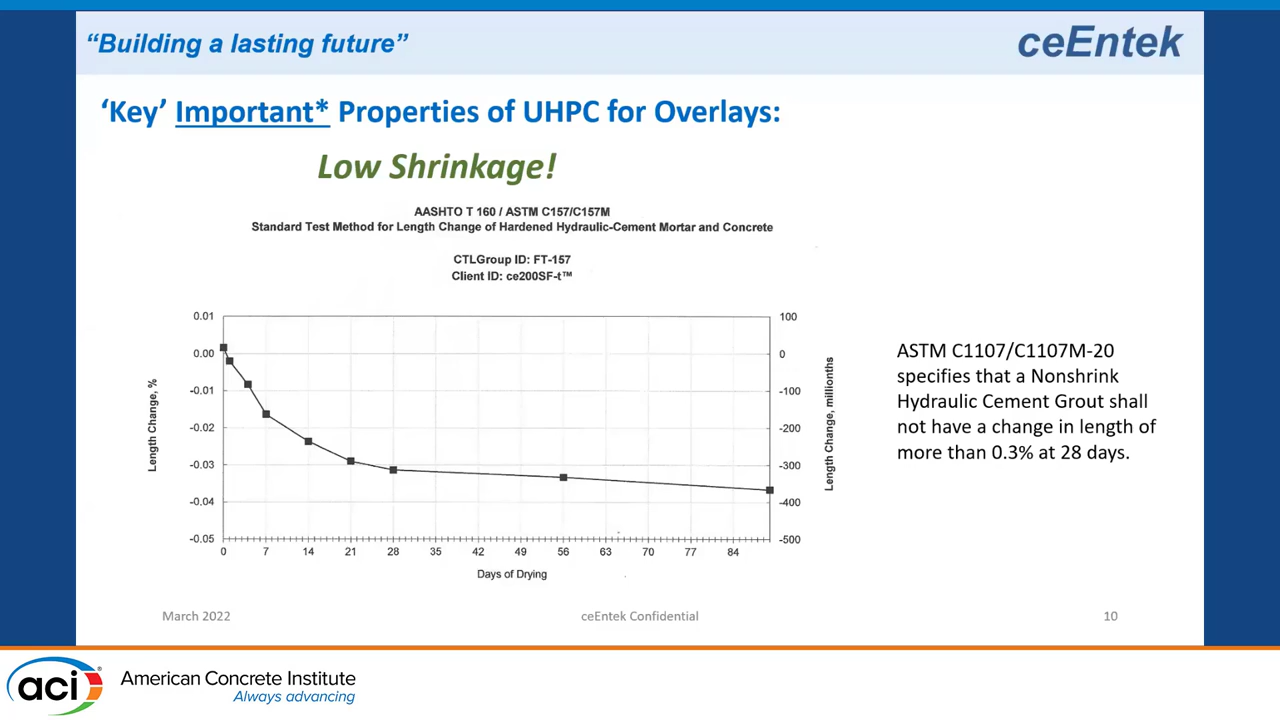 “Building a lasting future”
ceEntek
‘Key’ Important* Properties of UHPC for Overlays:
Low Shrinkage!
AASHTO T 160 / ASTM C157/C157M
Standard Test Method for Length Change of Hardened Hydraulic-Cement Mortar and Concrete
CTLGroup ID: FT-157
Client ID: ce200SF-t™
Length Change, %
0.01
0.00
-0.01
-0.02
-0.03
-0.04
-0.05
100
0
-100
-200
-300
-400
-500
Length Change, millionths
0 7 14 21 28 35 42 49 56 63 70 77 84
Days of Drying
ASTM C1107/C1107M-20
specifies that a Nonshrink
Hydraulic Cement Grout shall
not have a change in length of
more than 0.3% at 28 days.
March 2022
ceEntek Confidential
10
aci®
American Concrete Institute
Always advancing